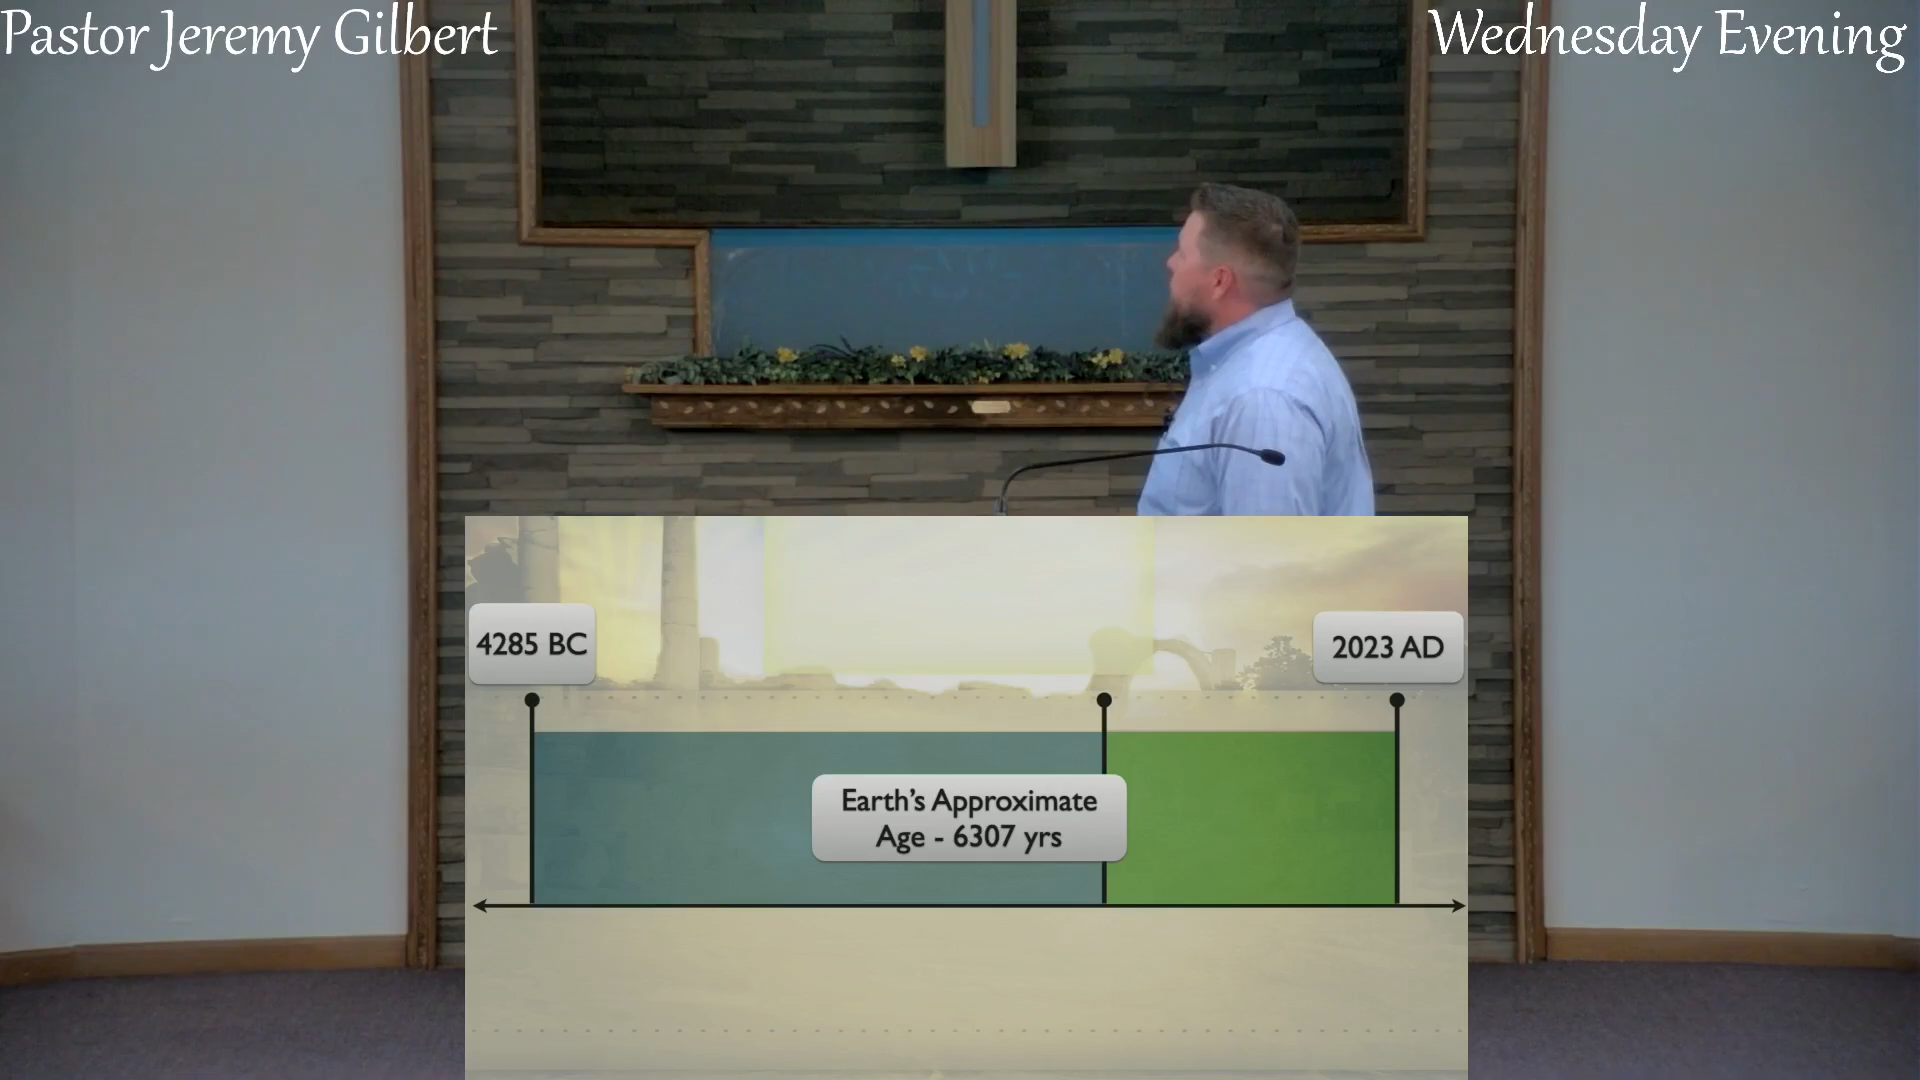 Pastor Jeremy Gilbert
Wednesday Evening
4285 BC
2023 AD
Earth's Approximate
Age - 6307 yrs